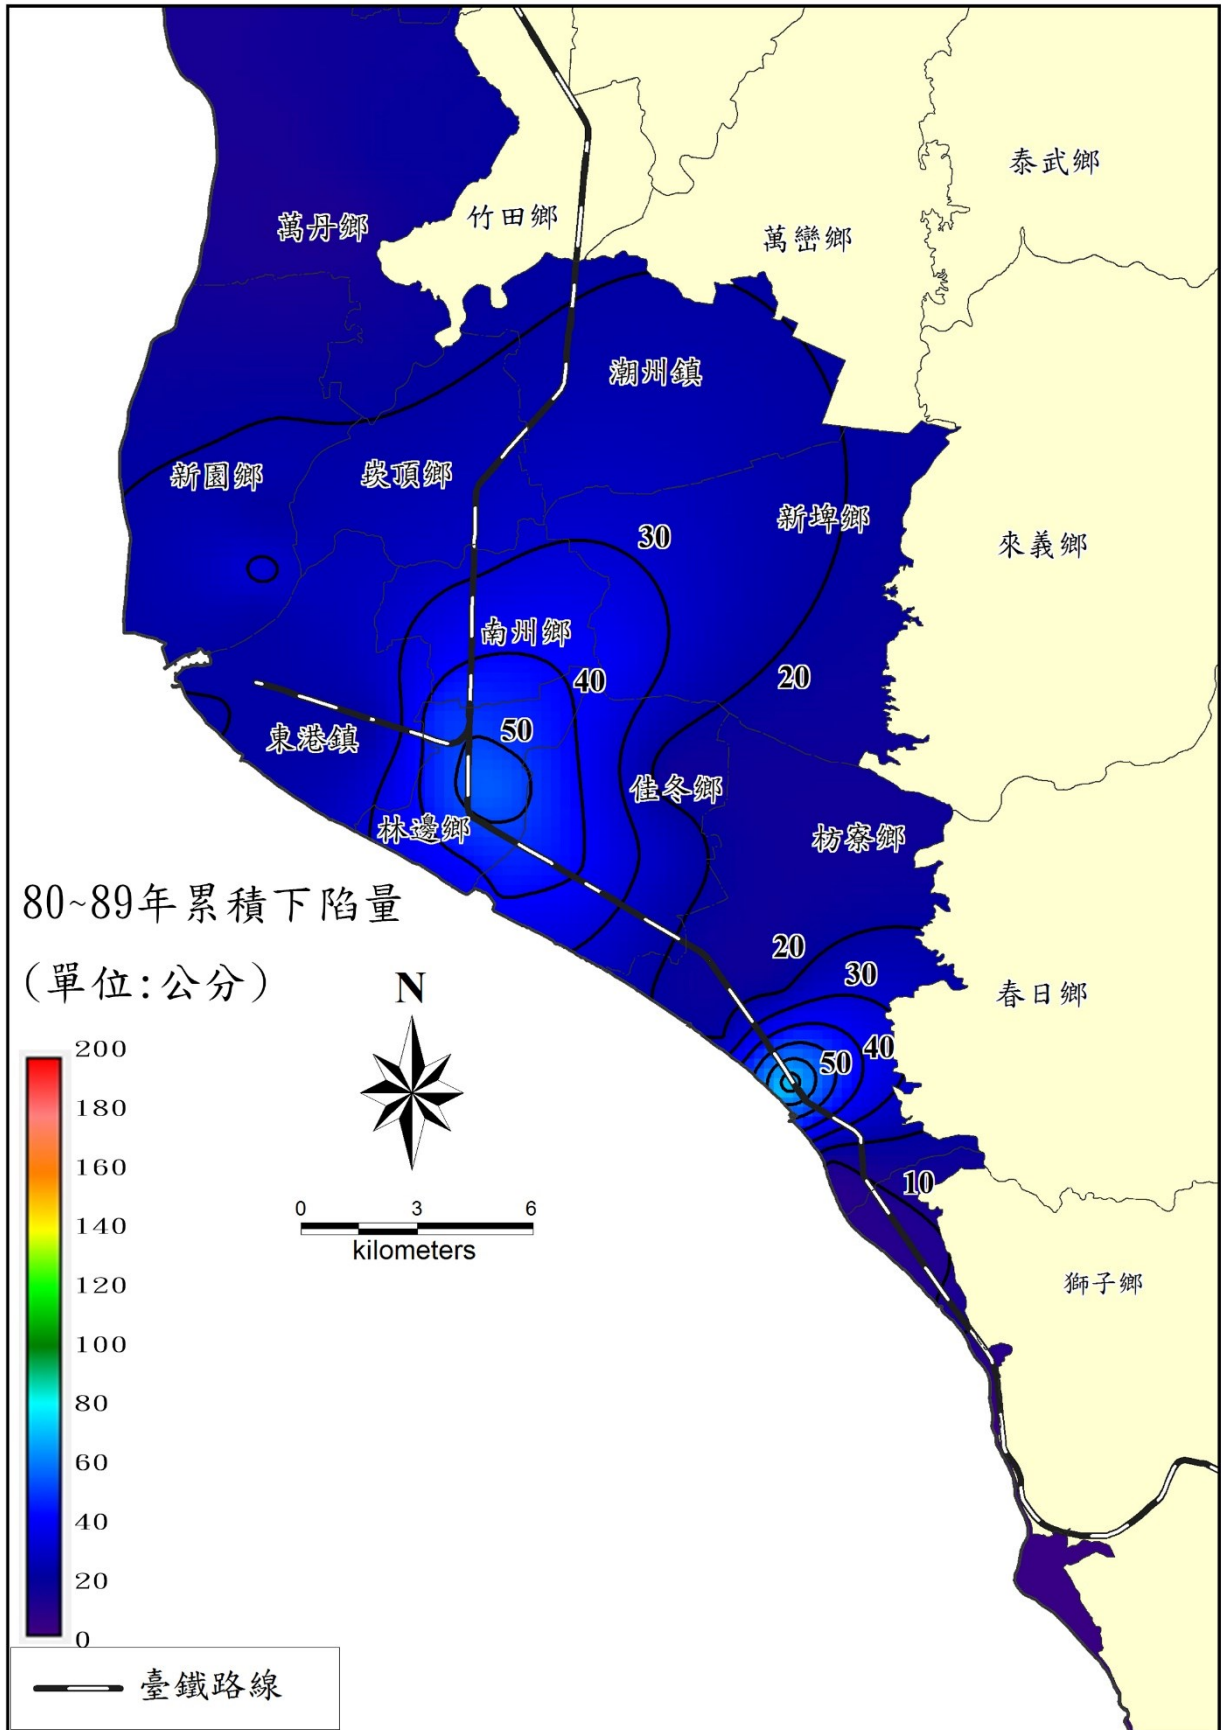 泰武鄉
竹田鄉
萬丹鄉
萬巒鄉
潮州鎮
新園鄉
崁頂鄉
新埤鄉
30
來義鄉
南州鄉
40
20
50
東港鎮
佳冬鄉
林邊鄉
枋寮鄉
80~89年累積下陷量
(單位:公分)
20
30
春日鄉
N
40
50
200
180
160
140
120
100
80
60
40
20
0
10
0 3 6
kilometers
獅子鄉
臺鐵路線